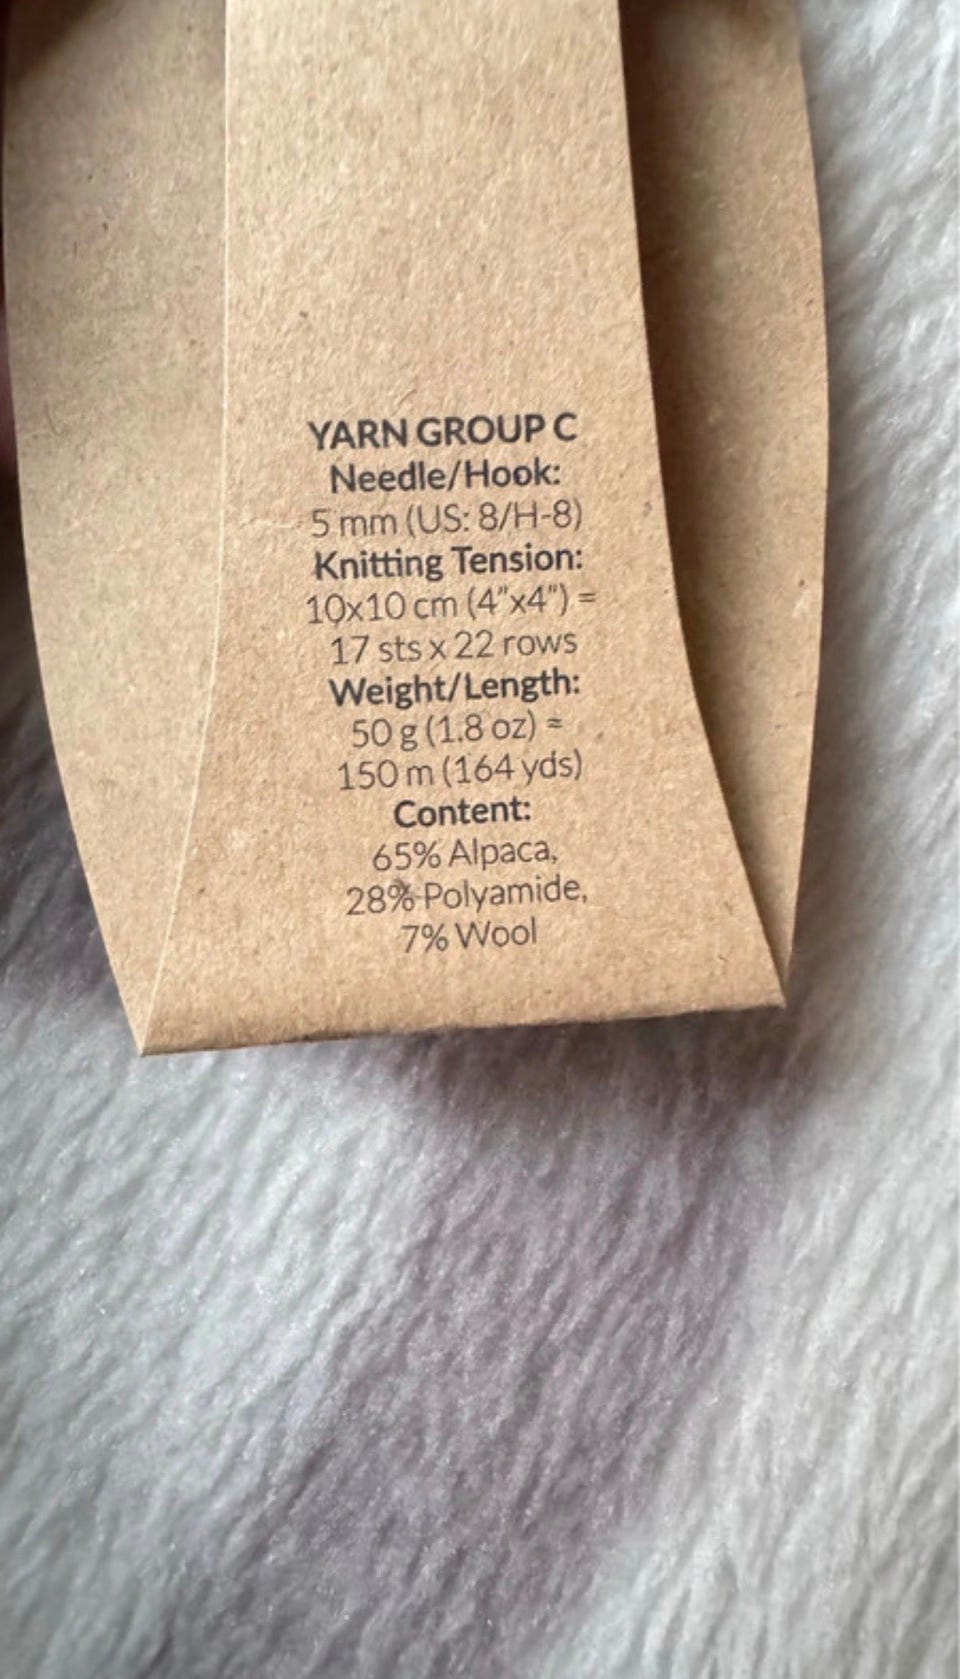 YARN GROUP C
Needle/Hook:
5 mm (US: 8/H-8)
Knitting Tension:
10x10 cm (4"x4") =
17 sts x 22 rows
Weight/Length:
50 g (1.8 oz) ≈
150 m (164 yds)
Content:
65% Alpaca,
28% Polyamide,
7% Wool